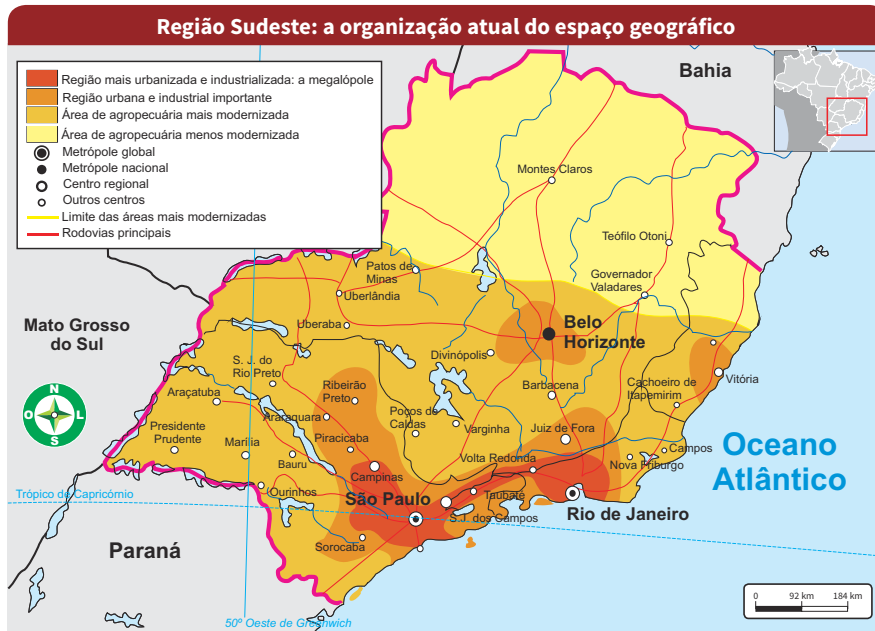 Região Sudeste: a organização atual do espaço geográfico
Região mais urbanizada e industrializada: a megalópole
Região urbana e industrial importante
Área de agropecuária mais modernizada
Área de agropecuária menos modernizada
Metrópole global
Metrópole nacional
Centro regional
Outros centros
Limite das áreas mais modernizadas
Rodovias principais
Bahia
Montes Claros
Teófilo Otoni
Patos de
Minas
Governador
Valadares
Uberlândia
Mato Grosso
do Sul
Uberaba
Belo
Horizonte
Divinópolis
S. J. do
Rio Preto
Vitória
Araçatuba
Ribeirão
Preto
Barbacena
Cachoeiro de
Itapemirim
Araraquara
Poços de
Caldas
Varginha
Juiz de Fora
Presidente
Prudente
Marília
Piracicaba
Bauru
Volta Redonda
Campos
Nova Friburgo
Oceano
Atlântico
Campinas
Ourinhos
São Paulo
Taubaté
Trópico de Capricórnio
S.J. dos Campos
Rio de Janeiro
Sorocaba
Paraná
50º Oeste de Greenwich
N
O
L
S
0 92 km 184 km